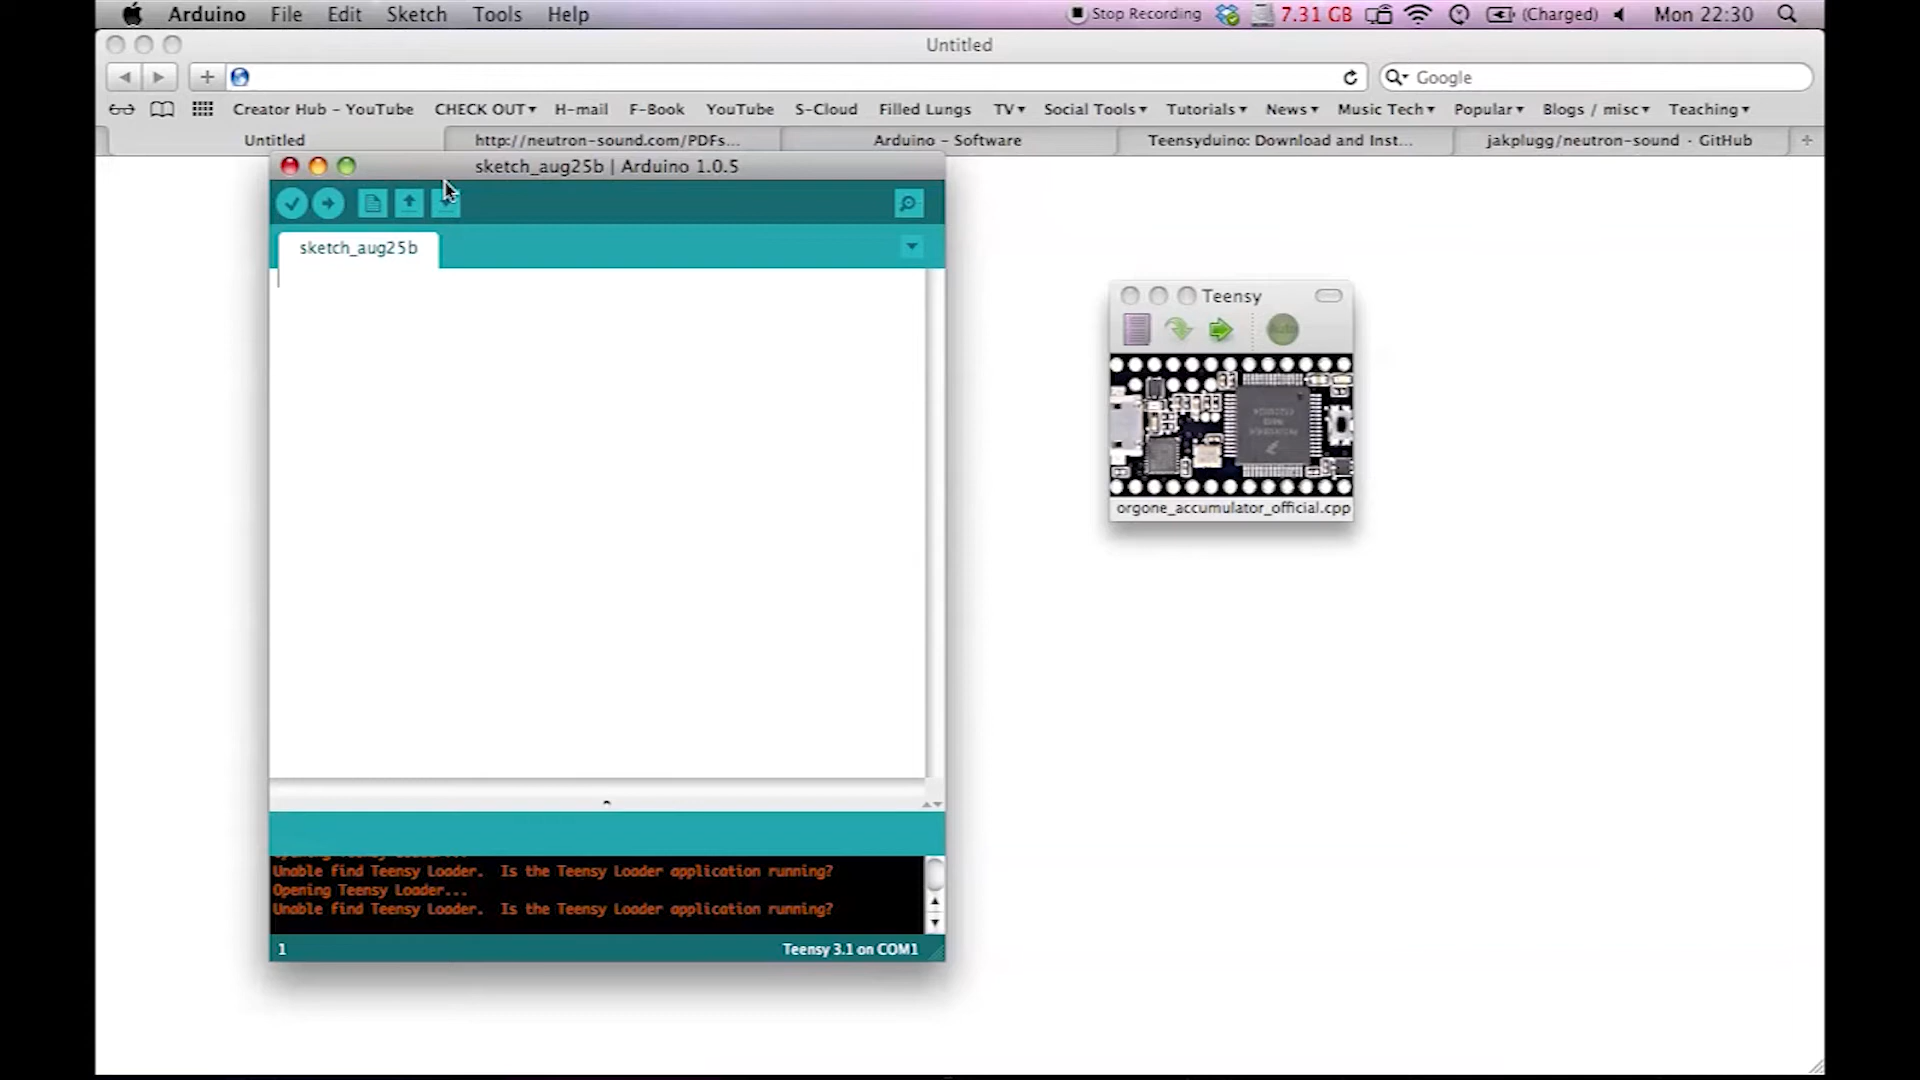 Arduino File Edit Sketch Tools Help Stop Recording 7.31 GB (Charged) Mon 22:30
Untitled
Google
Creator Hub – YouTube CHECK OUT H-mail F-Book YouTube S-Cloud Filled Lungs TV Social Tools Tutorials News Music Tech Popular Blogs / misc Teaching
Untitled http://neutron-sound.com/PDFs... Arduino – Software Teensyduino: Download and Inst... jakplugg/neutron-sound · GitHub
sketch_aug25b | Arduino 1.0.5
sketch_aug25b
Teensy
Auto
orgone_accumulator_official.cpp
Opening Teensy Loader...
Unable find Teensy Loader. Is the Teensy Loader application running?
Opening Teensy Loader...
Unable find Teensy Loader. Is the Teensy Loader application running?
1 Teensy 3.1 on COM1